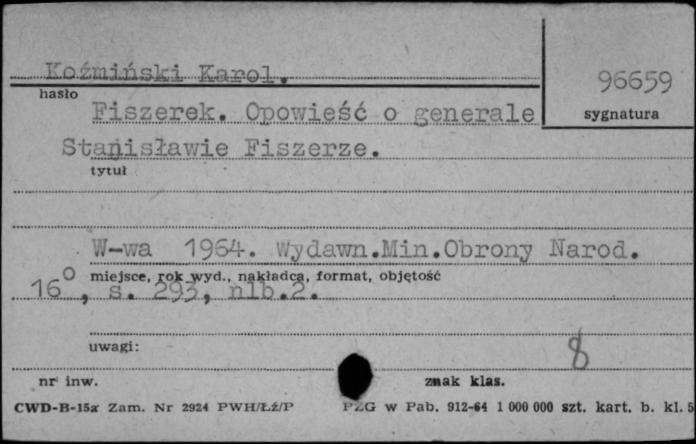 Koźmiński Karol.
96659
hasło
sygnatura
Fiszerek. Opowieść o generale
Stanisławie Fiszerze.
tytuł
W-wa 1964. Wydawn.Min.Obrony Narod.
miejsce, rok wyd., nakładca, format, objętość
16°, s. 293, nlb.2.
uwagi:
8
nr inw.
znak klas.
CWD-B-15a Zam. Nr 2924 PWH/Łź/P PZG w Pab. 912-64 1 000 000 szt. kart. b. kl. 5